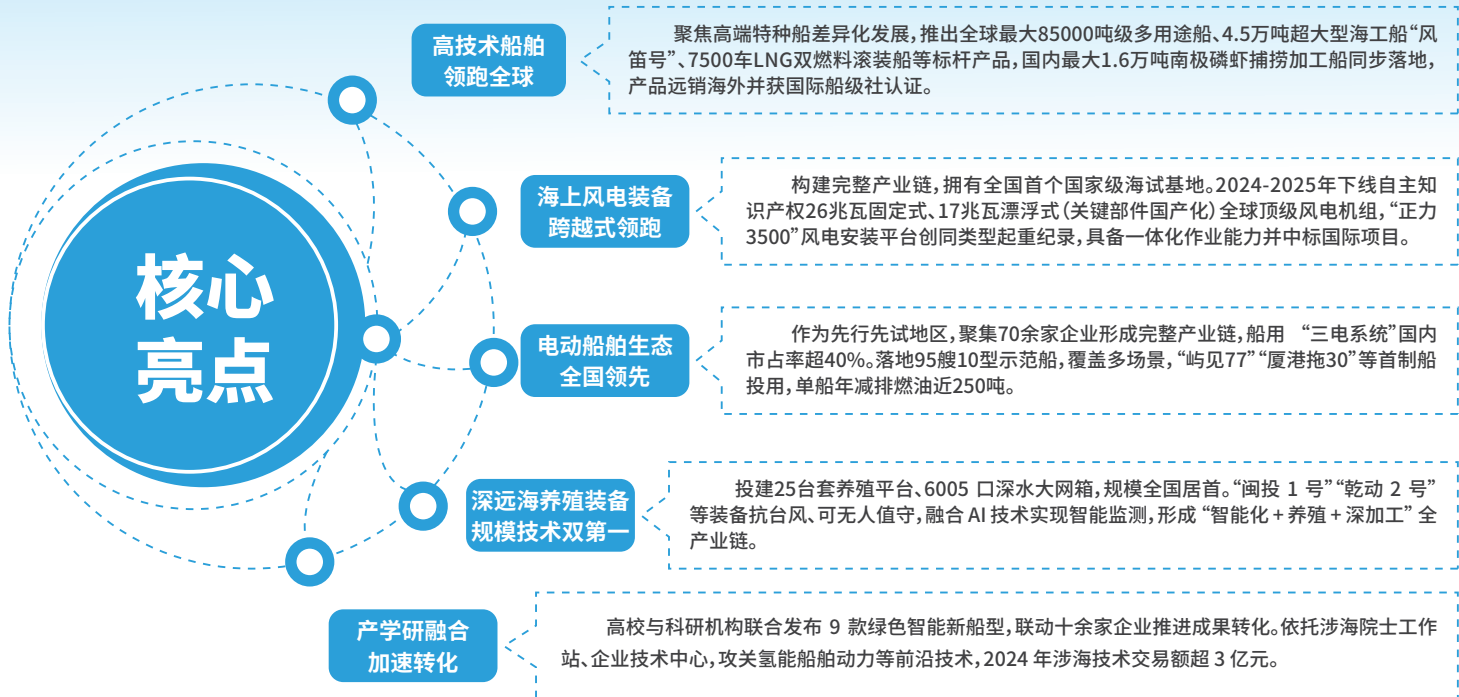 核心
亮点
高技术船舶
领跑全球
聚焦高端特种船差异化发展，推出全球最大85000吨级多用途船、4.5万吨超大型海工船“风
笛号”、7500车LNG双燃料滚装船等标杆产品，国内最大1.6万吨南极磷虾捕捞加工船同步落地，
产品远销海外并获国际船级社认证。
海上风电装备
跨越式领跑
构建完整产业链，拥有全国首个国家级海试基地。2024-2025年下线自主知
识产权26兆瓦固定式、17兆瓦漂浮式（关键部件国产化）全球顶级风电机组，“正力
3500”风电安装平台创同类型起重纪录，具备一体化作业能力并中标国际项目。
电动船舶生态
全国领先
作为先行先试地区，聚集70余家企业形成完整产业链，船用 “三电系统”国内
市占率超40%。落地95艘10型示范船，覆盖多场景，“屿见77”“厦港拖30”等首制船
投用，单船年减排燃油近250吨。
深远海养殖装备
规模技术双第一
投建25台套养殖平台、6005 口深水大网箱，规模全国居首。“闽投 1 号”“乾动 2 号”
等装备抗台风、可无人值守，融合 AI 技术实现智能监测，形成 “智能化 + 养殖 + 深加工” 全
产业链。
产学研融合
加速转化
高校与科研机构联合发布 9 款绿色智能新船型，联动十余家企业推进成果转化。依托涉海院士工作
站、企业技术中心，攻关氢能船舶动力等前沿技术，2024 年涉海技术交易额超 3 亿元。